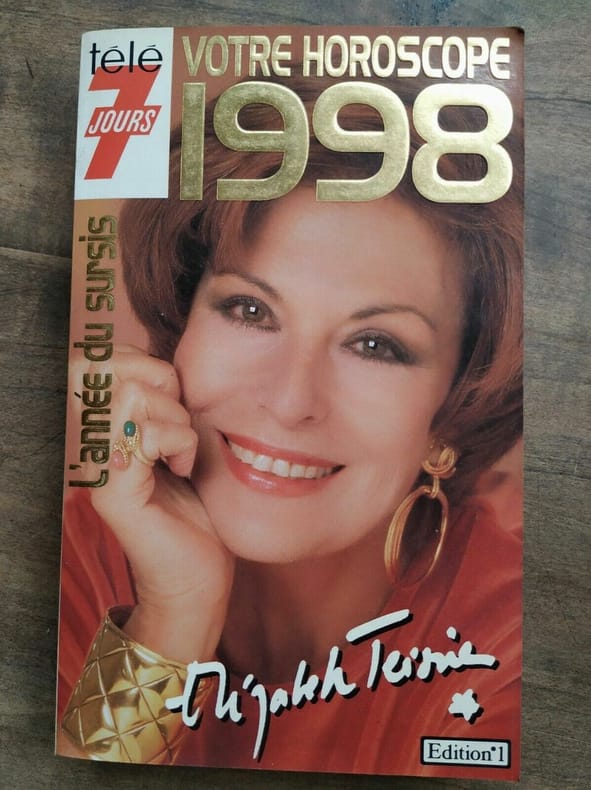 télé
7
JOURS
VOTRE HOROSCOPE
1998
L'année du sursis
Elizabeth Teissier
Edition°1